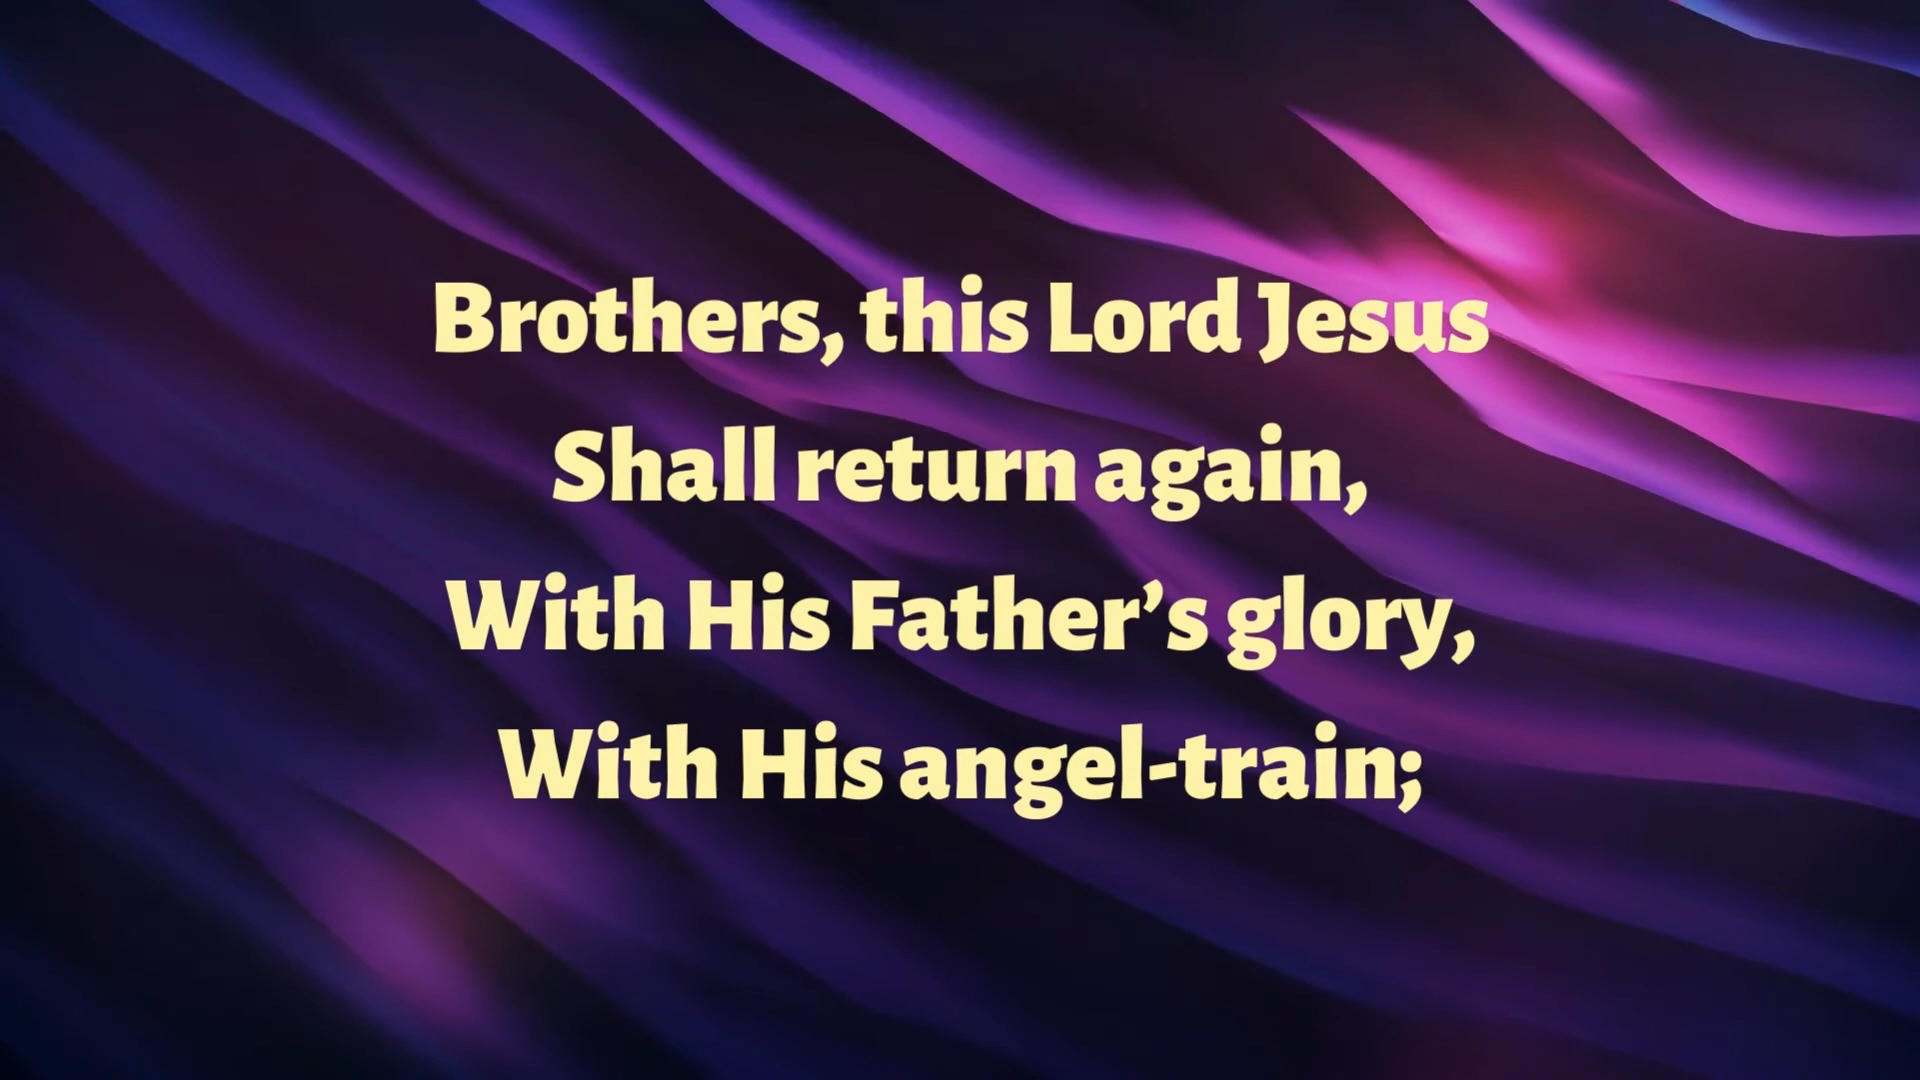 Brothers, this Lord Jesus
Shall return again,
With His Father’s glory,
With His angel-train;